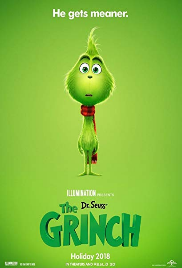 He gets meaner.
ILLUMINATION PRESENTS
Dr. Seuss'
The
GRINCH
Holiday 2018